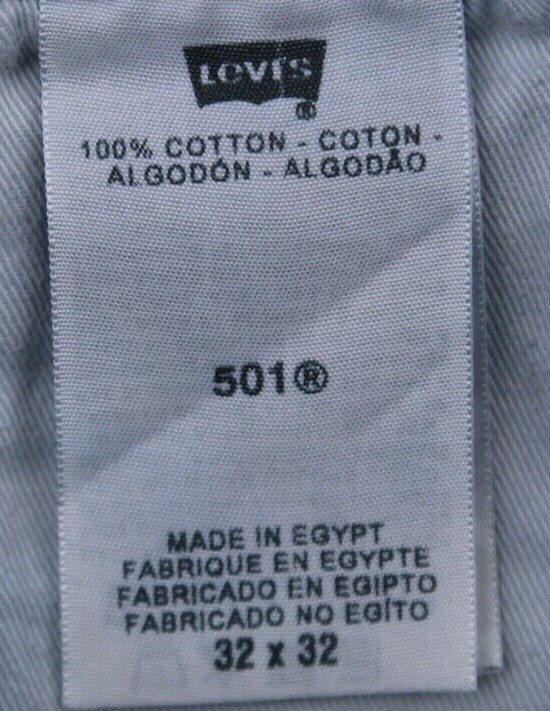 Levi's
®
100% COTTON - COTON -
ALGODÓN - ALGODÃO
501®
MADE IN EGYPT
FABRIQUE EN EGYPTE
FABRICADO EN EGIPTO
FABRICADO NO EGÍTO
32 x 32